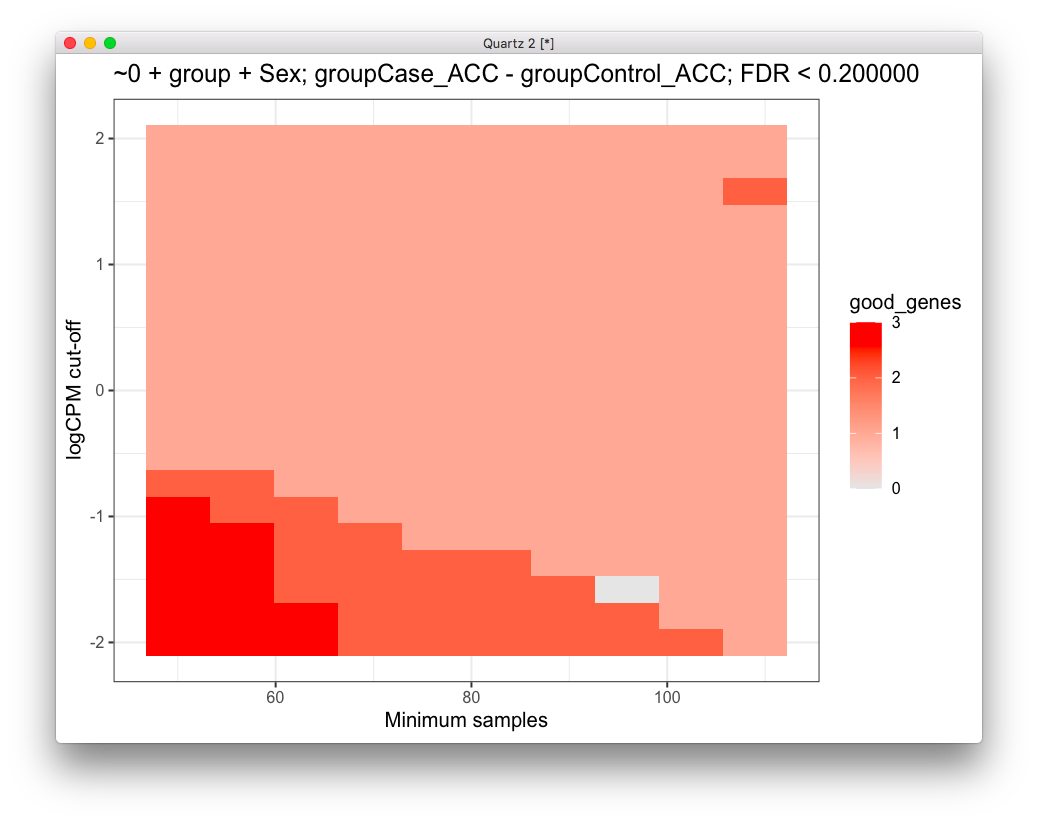 Quartz 2 [*]
~0 + group + Sex; groupCase_ACC - groupControl_ACC; FDR < 0.200000
2
1
0
-1
-2
logCPM cut-off
60
80
100
Minimum samples
good_genes
3
2
1
0